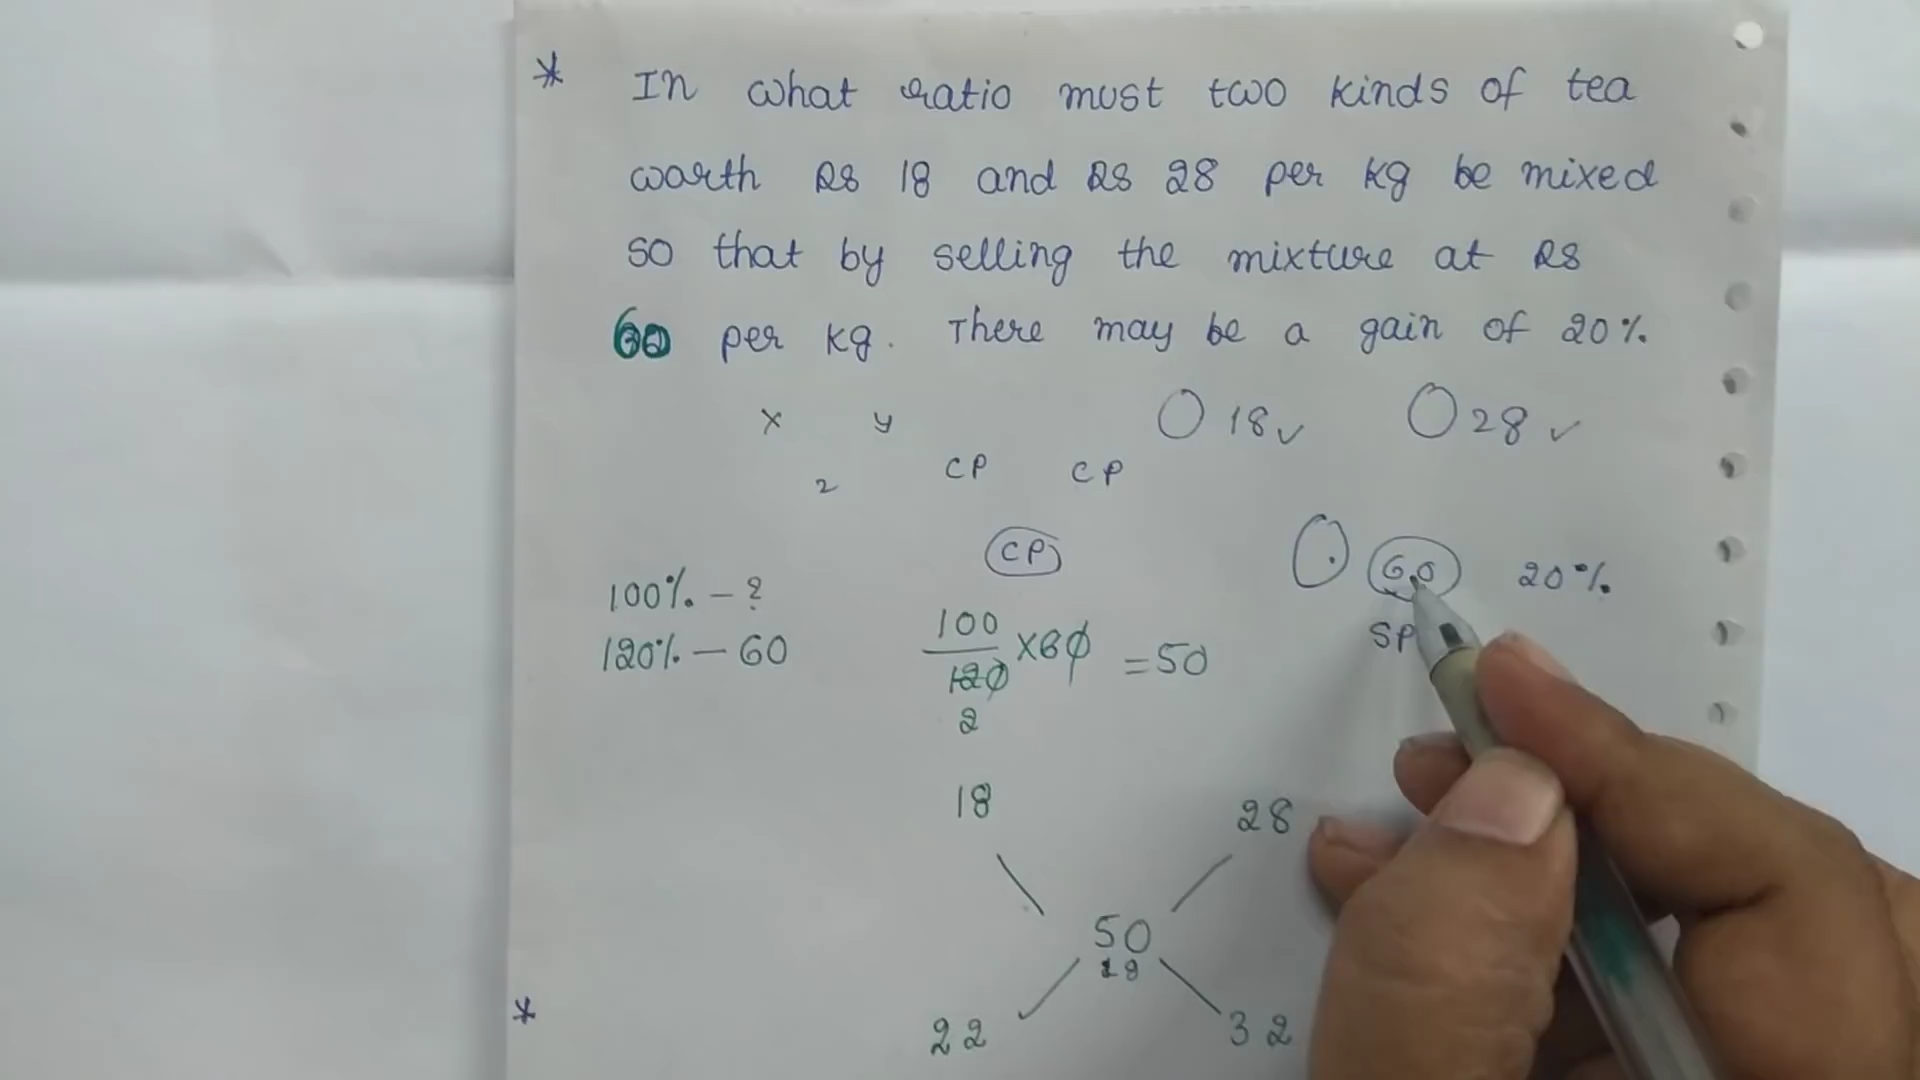 * In what ratio must two kinds of tea
worth Rs 18 and Rs 28 per kg be mixed
so that by selling the mixture at Rs
60 per kg. There may be a gain of 20%.
x y 18✓ 28✓
2 CP CP
CP 60 20%
100% - ?
SP
120% - 60
100
120 × 60 = 50
2
18 28
50
18
* 22 32